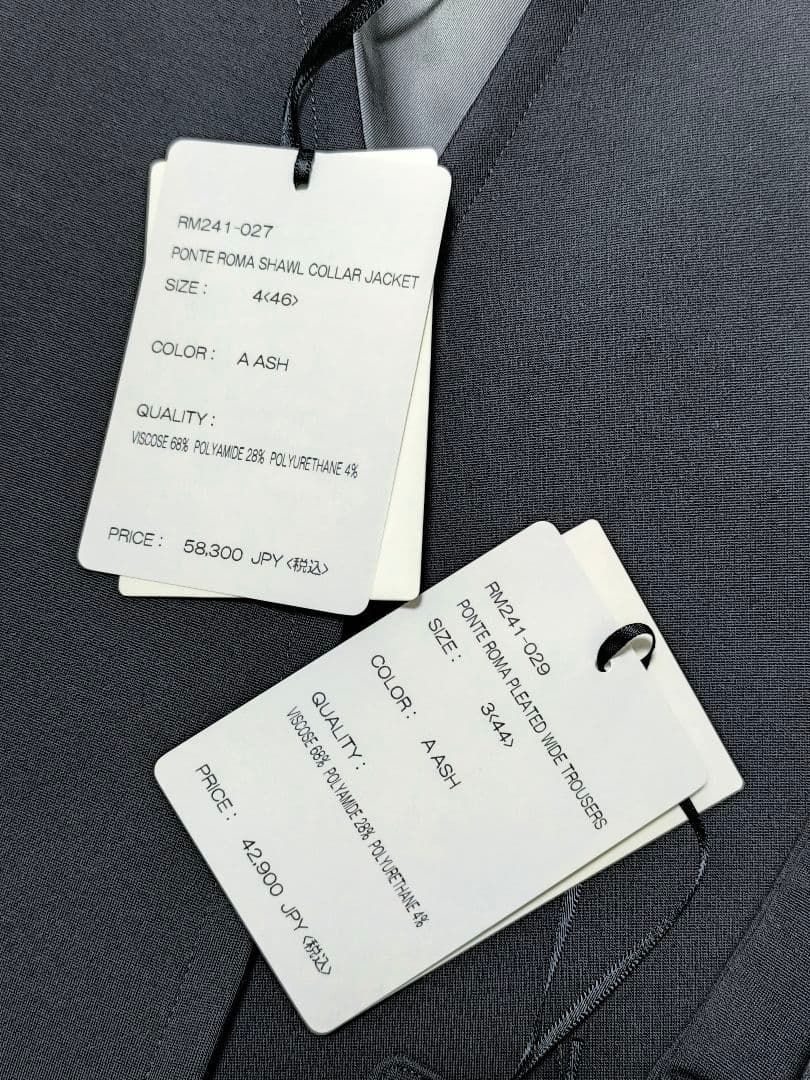 RM241-027
PONTE ROMA SHAWL COLLAR JACKET
SIZE : 4<46>
COLOR : A ASH
QUALITY :
VISCOSE 68% POLYAMIDE 28% POLYURETHANE 4%
PRICE : 58,300 JPY <税込>
RM241-029
PONTE ROMA PLEATED WIDE TROUSERS
SIZE : 3<44>
COLOR : A ASH
QUALITY :
VISCOSE 68% POLYAMIDE 28% POLYURETHANE 4%
PRICE : 42,900 JPY <税込>